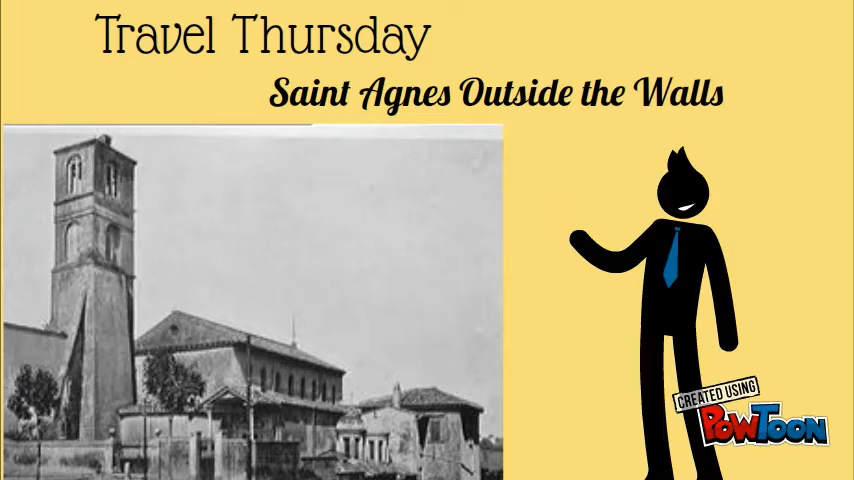 Travel Thursday
Saint Agnes Outside the Walls
CREATED USING
POWTOON